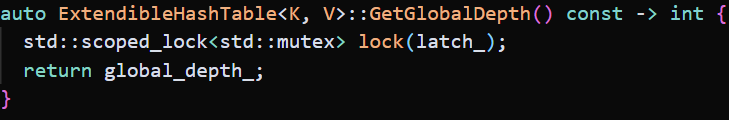 auto ExtendibleHashTable<K, V>::GetGlobalDepth() const -> int {
  std::scoped_lock<std::mutex> lock(latch_);
  return global_depth_;
}